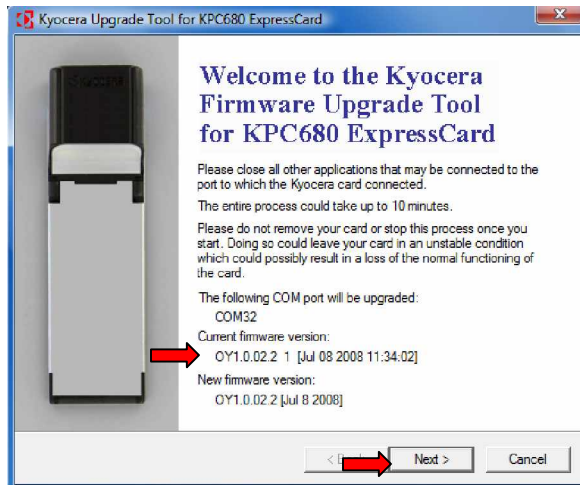 Kyocera Upgrade Tool for KPC680 ExpressCard
Welcome to the Kyocera
Firmware Upgrade Tool
for KPC680 ExpressCard
Please close all other applications that may be connected to the
port to which the Kyocera card connected.
The entire process could take up to 10 minutes.
Please do not remove your card or stop this process once you
start. Doing so could leave your card in an unstable condition
which could possibly result in a loss of the normal functioning of
the card.
The following COM port will be upgraded:
COM32
Current firmware version:
OY1.0.02.2 1 [Jul 08 2008 11:34:02]
New firmware version:
OY1.0.02.2 [Jul 8 2008]
Next >
Cancel